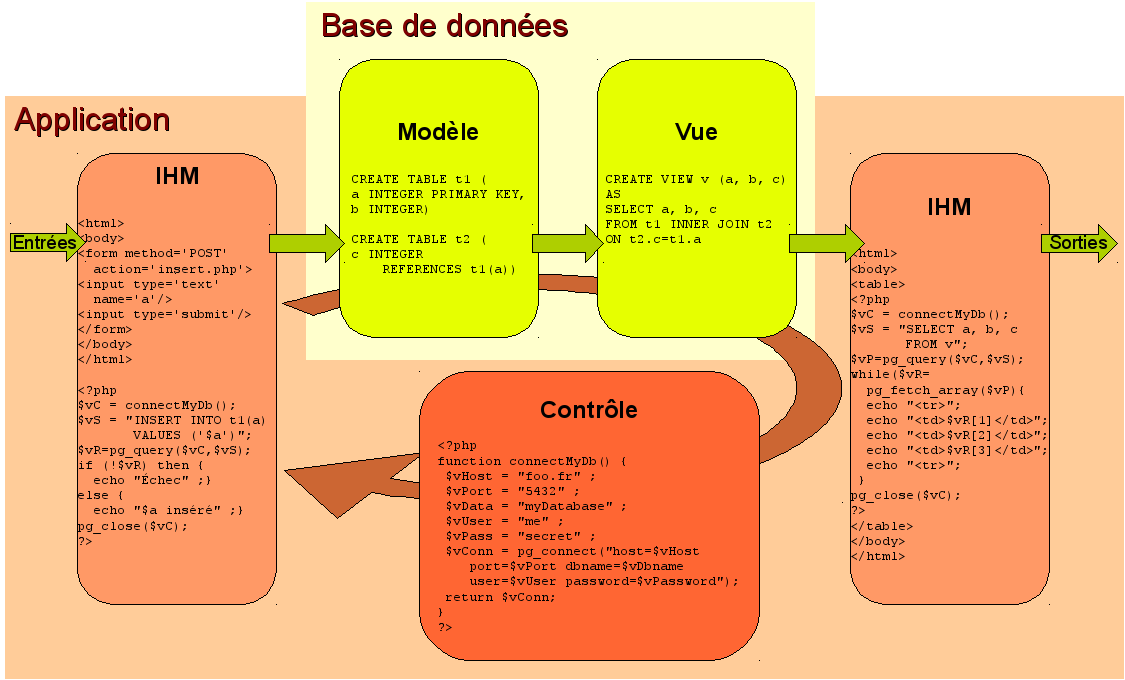 Base de données
Application
Entrées
IHM
<html>
<body>
<form method='POST'
action='insert.php'>
<input type='text'
name='a'/>
<input type='submit'/>
</form>
</body>
</html>
<?php
$vC = connectMyDb();
$vS = "INSERT INTO t1(a)
VALUES ('$a')";
$vR=pg_query($vC,$vS);
if (!$vR) then {
echo "Échec" ;}
else {
echo "$a inséré" ;}
pg_close($vC);
?>
Modèle
CREATE TABLE t1 (
a INTEGER PRIMARY KEY,
b INTEGER)
CREATE TABLE t2 (
c INTEGER
REFERENCES t1(a))
Vue
CREATE VIEW v (a, b, c)
AS
SELECT a, b, c
FROM t1 INNER JOIN t2
ON t2.c=t1.a
Contrôle
<?php
function connectMyDb() {
$vHost = "foo.fr" ;
$vPort = "5432" ;
$vData = "myDatabase" ;
$vUser = "me" ;
$vPass = "secret" ;
$vConn = pg_connect("host=$vHost
port=$vPort dbname=$vDbname
user=$vUser password=$vPassword");
return $vConn;
}
?>
IHM
<html>
<body>
<table>
<?php
$vC = connectMyDb();
$vS = "SELECT a, b, c
FROM v";
$vP=pg_query($vC,$vS);
while($vR=
pg_fetch_array($vP){
echo "<tr>";
echo "<td>$vR[1]</td>";
echo "<td>$vR[2]</td>";
echo "<td>$vR[3]</td>";
echo "<tr>";
}
pg_close($vC);
?>
</table>
</body>
</html>
Sorties